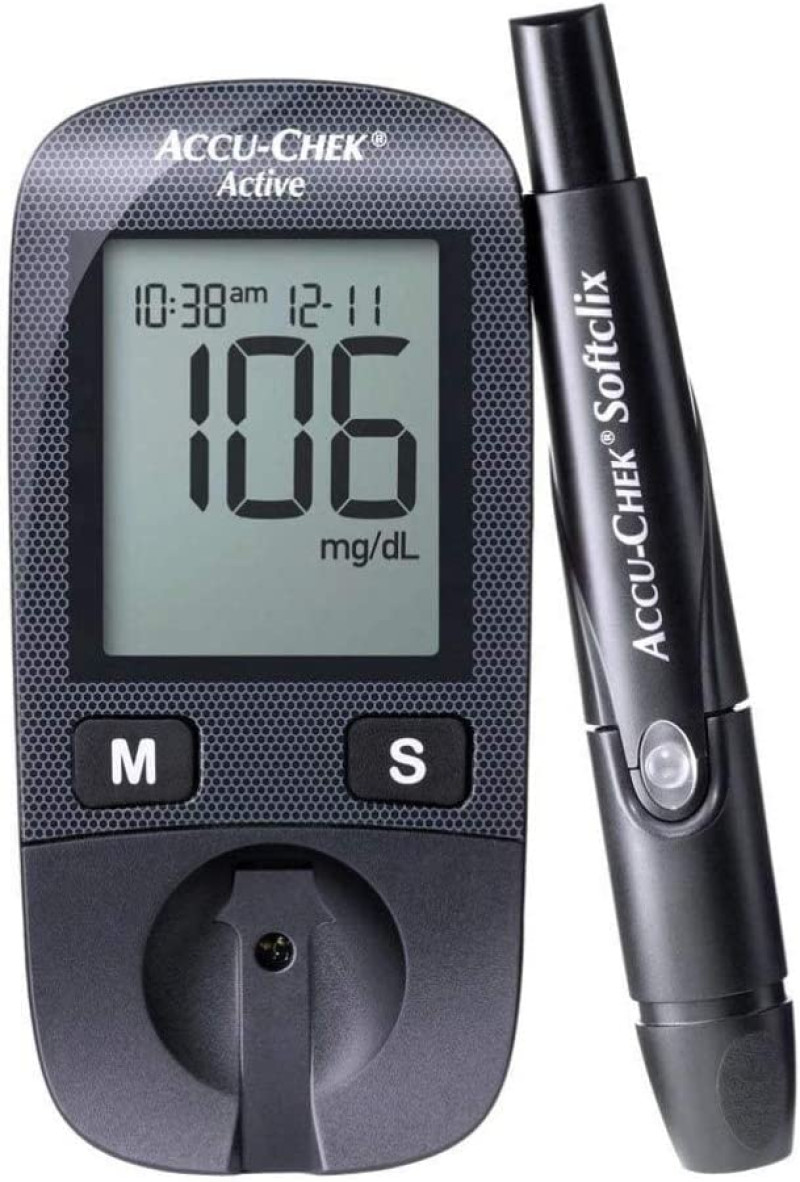 ACCU-CHEK®
Active
10:38am 12-11
106
mg/dL
M
S
ACCU-CHEK® Softclix